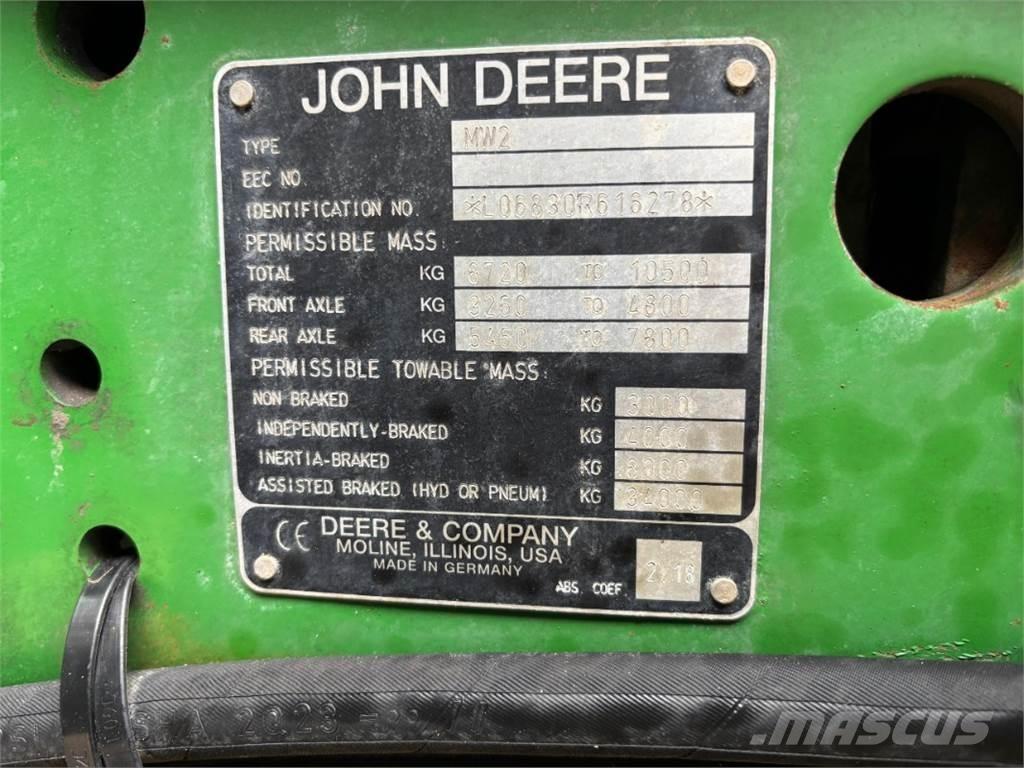 JOHN DEERE
TYPE MW2
EEC NO.
IDENTIFICATION NO. *L06830R616278*
PERMISSIBLE MASS:
TOTAL KG 6720 TO 10500
FRONT AXLE KG 3260 TO 4800
REAR AXLE KG 5460 TO 7800
PERMISSIBLE TOWABLE MASS:
NON BRAKED KG 3000
INDEPENDENTLY-BRAKED KG 4000
INERTIA-BRAKED KG 8000
ASSISTED BRAKED (HYD OR PNEUM) KG 34000
CE DEERE & COMPANY
MOLINE, ILLINOIS, USA
MADE IN GERMANY
ABS. COEF. 2/18
2023
MASCUS